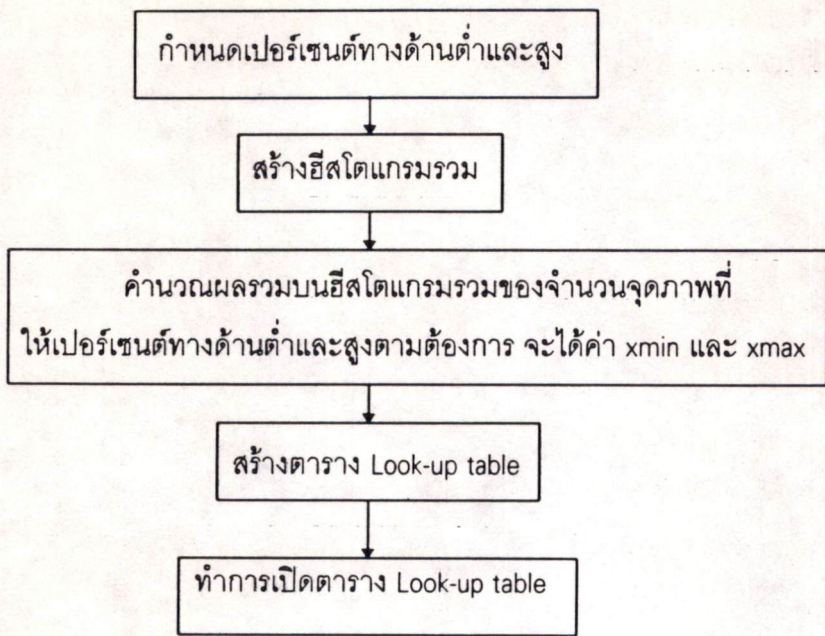 กำหนดเปอร์เซนต์ทางด้านต่ำและสูง
สร้างฮีสโตแกรมรวม
คำนวณผลรวมบนฮีสโตแกรมรวมของจำนวนจุดภาพที่
ให้เปอร์เซนต์ทางด้านต่ำและสูงตามต้องการ จะได้ค่า xmin และ xmax
สร้างตาราง Look-up table
ทำการเปิดตาราง Look-up table